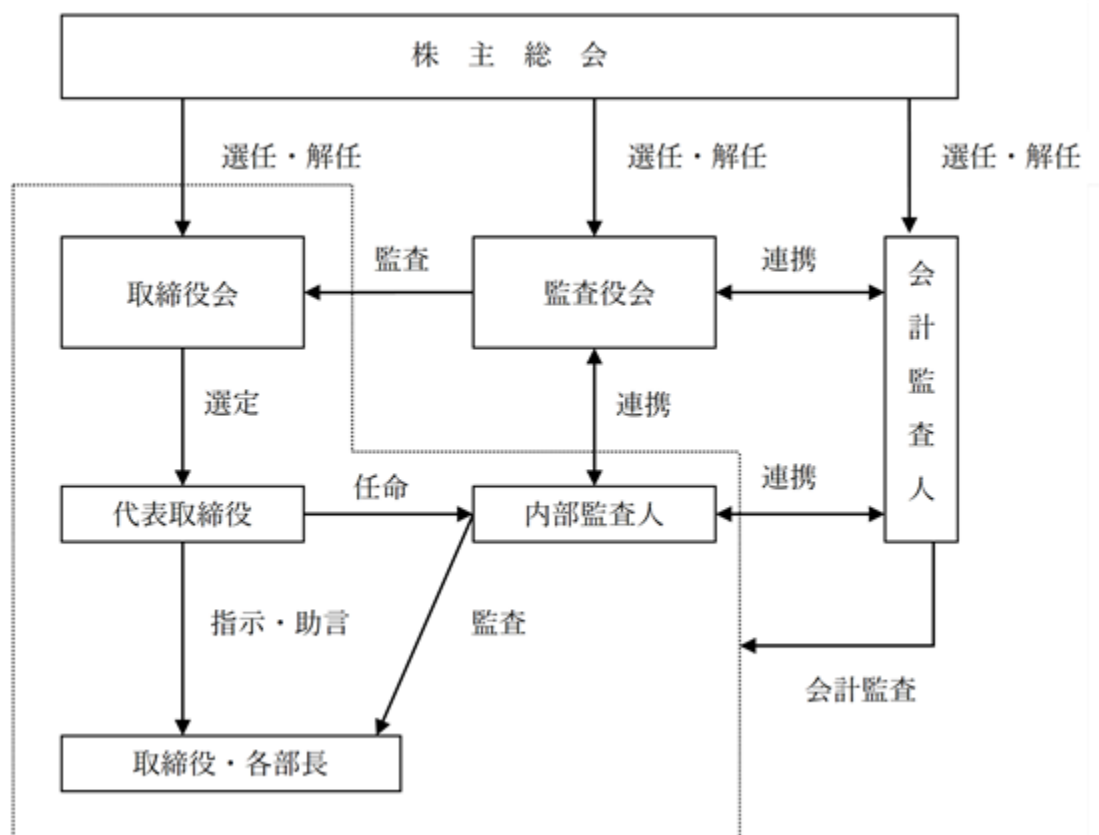 株 主 総 会
選任・解任
選任・解任
選任・解任
取締役会
監査
監査役会
連携
会計監査人
選定
連携
代表取締役
任命
内部監査人
連携
指示・助言
監査
会計監査
取締役・各部長